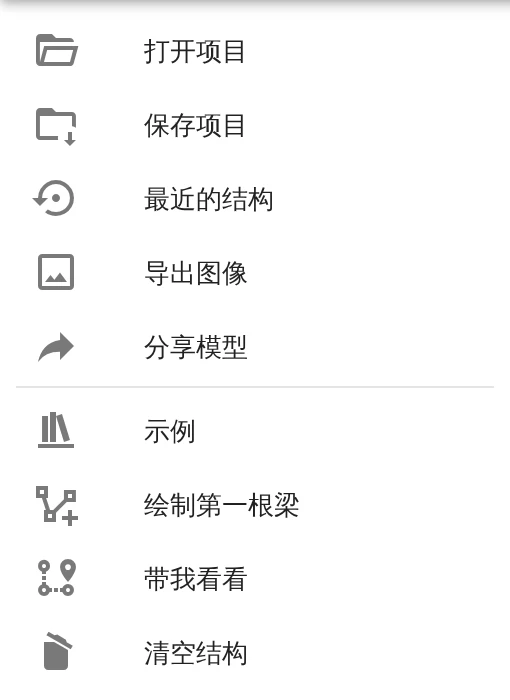 打开项目
保存项目
最近的结构
导出图像
分享模型
示例
绘制第一根梁
带我看看
清空结构